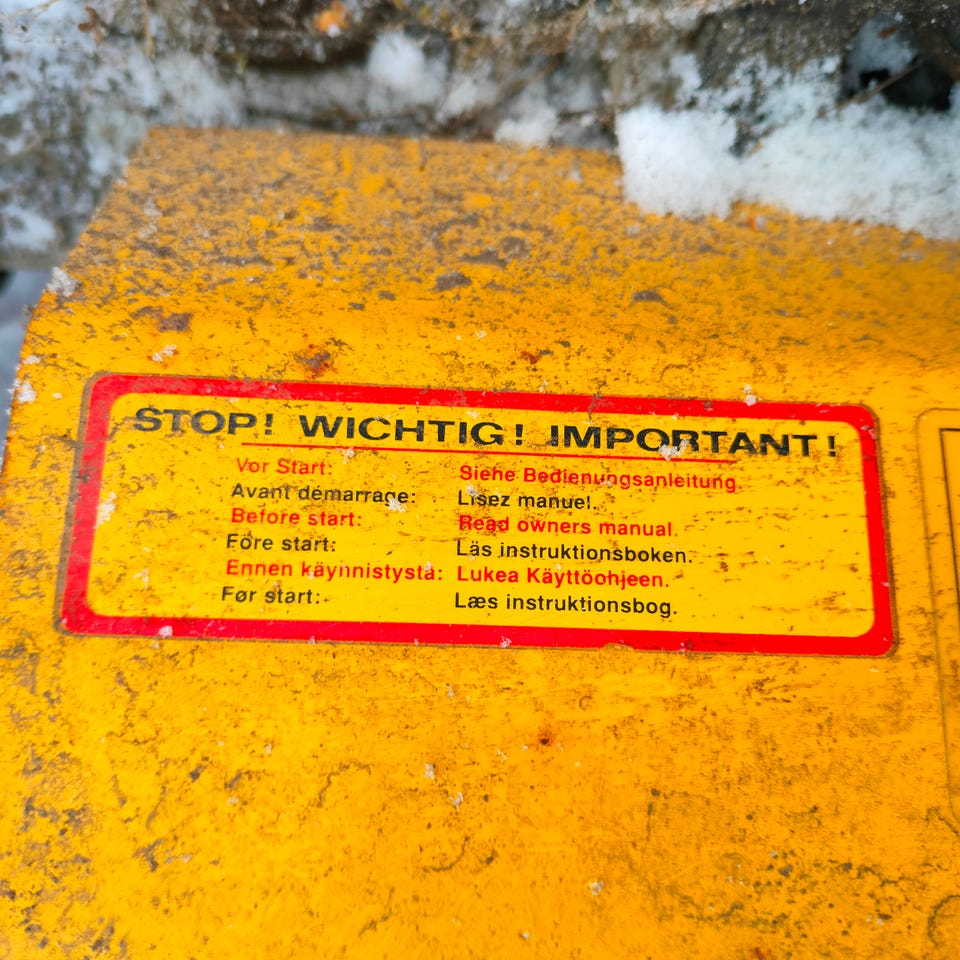 STOP! WICHTIG! IMPORTANT!
Vor Start: Siehe Bedienungsanleitung.
Avant démarrage: Lisez manuel.
Before start: Read owners manual.
Före start: Läs instruktionsboken.
Ennen käynnistystä: Lukea Käyttöohjeen.
Før start: Læs instruktionsbog.